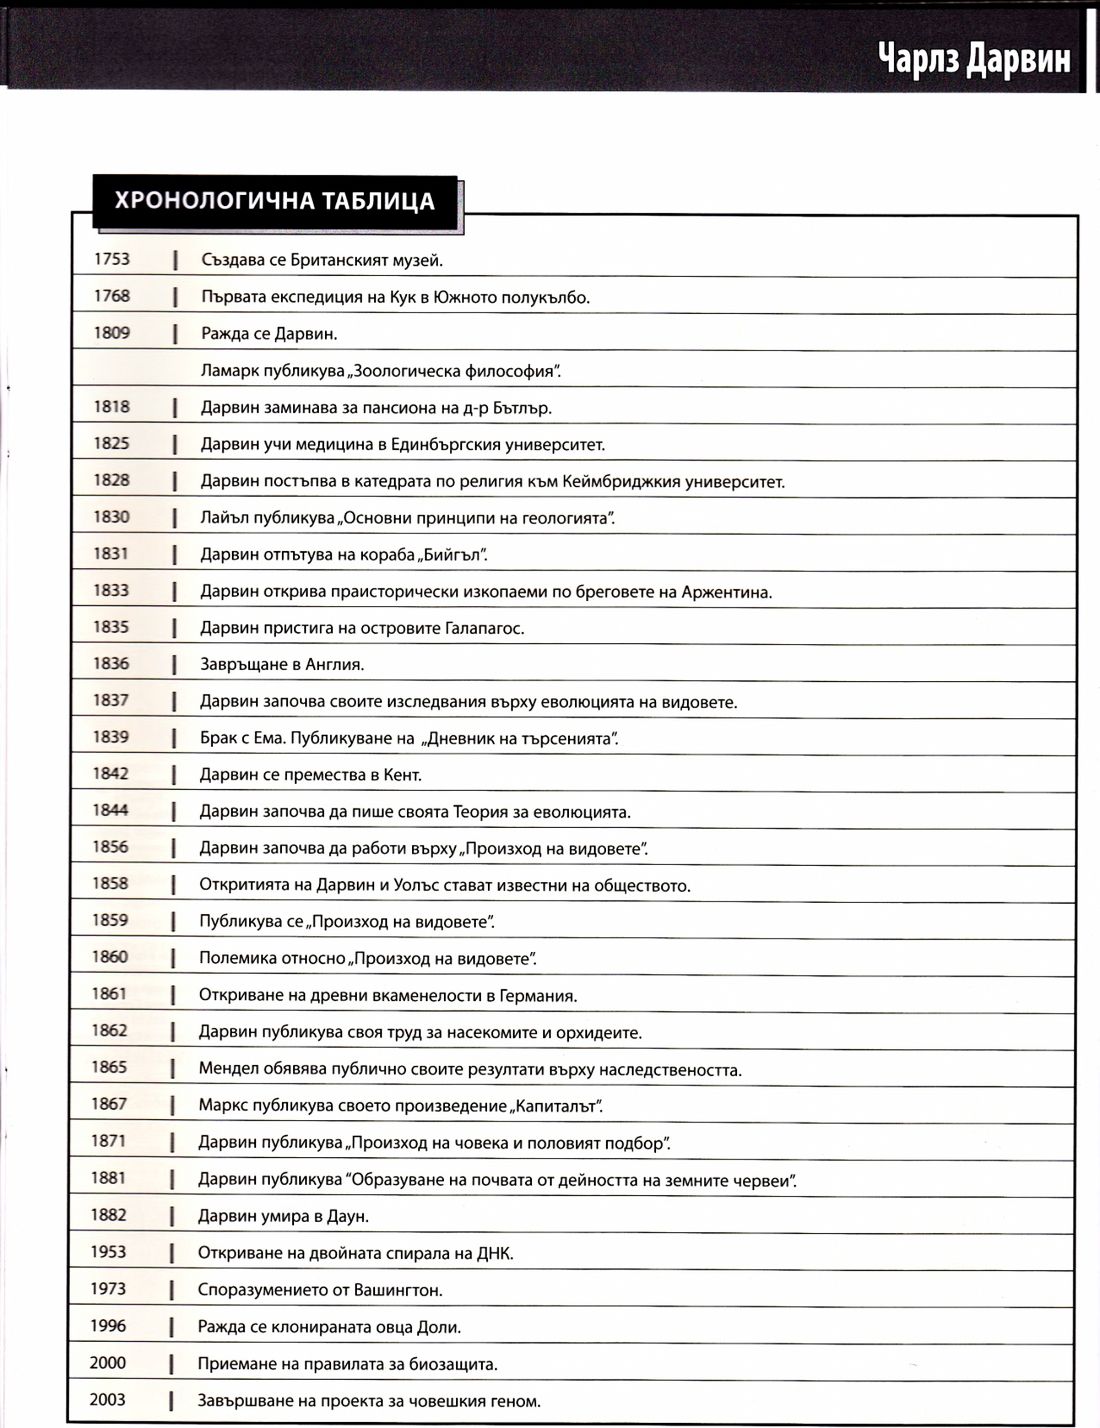 Чарлз Дарвин
ХРОНОЛОГИЧНА ТАБЛИЦА
1753 | Създава се Британският музей.
1768 | Първата експедиция на Кук в Южното полукълбо.
1809 | Ражда се Дарвин.
Ламарк публикува „Зоологическа философия”.
1818 | Дарвин заминава за пансиона на д-р Бътлър.
1825 | Дарвин учи медицина в Единбъргския университет.
1828 | Дарвин постъпва в катедрата по религия към Кеймбриджкия университет.
1830 | Лайъл публикува „Основни принципи на геологията”.
1831 | Дарвин отпътува на кораба „Бийгъл”.
1833 | Дарвин открива праисторически изкопаеми по бреговете на Аржентина.
1835 | Дарвин пристига на островите Галапагос.
1836 | Завръщане в Англия.
1837 | Дарвин започва своите изследвания върху еволюцията на видовете.
1839 | Брак с Ема. Публикуване на „Дневник на търсенията”.
1842 | Дарвин се премества в Кент.
1844 | Дарвин започва да пише своята Теория за еволюцията.
1856 | Дарвин започва да работи върху „Произход на видовете”.
1858 | Откритията на Дарвин и Уолъс стават известни на обществото.
1859 | Публикува се „Произход на видовете”.
1860 | Полемика относно „Произход на видовете”.
1861 | Откриване на древни вкаменелости в Германия.
1862 | Дарвин публикува своя труд за насекомите и орхидеите.
1865 | Мендел обявява публично своите резултати върху наследствеността.
1867 | Маркс публикува своето произведение „Капиталът”.
1871 | Дарвин публикува „Произход на човека и половият подбор”.
1881 | Дарвин публикува “Образуване на почвата от дейността на земните червеи”.
1882 | Дарвин умира в Даун.
1953 | Откриване на двойната спирала на ДНК.
1973 | Споразумението от Вашингтон.
1996 | Ражда се клонираната овца Доли.
2000 | Приемане на правилата за биозащита.
2003 | Завършване на проекта за човешкия геном.